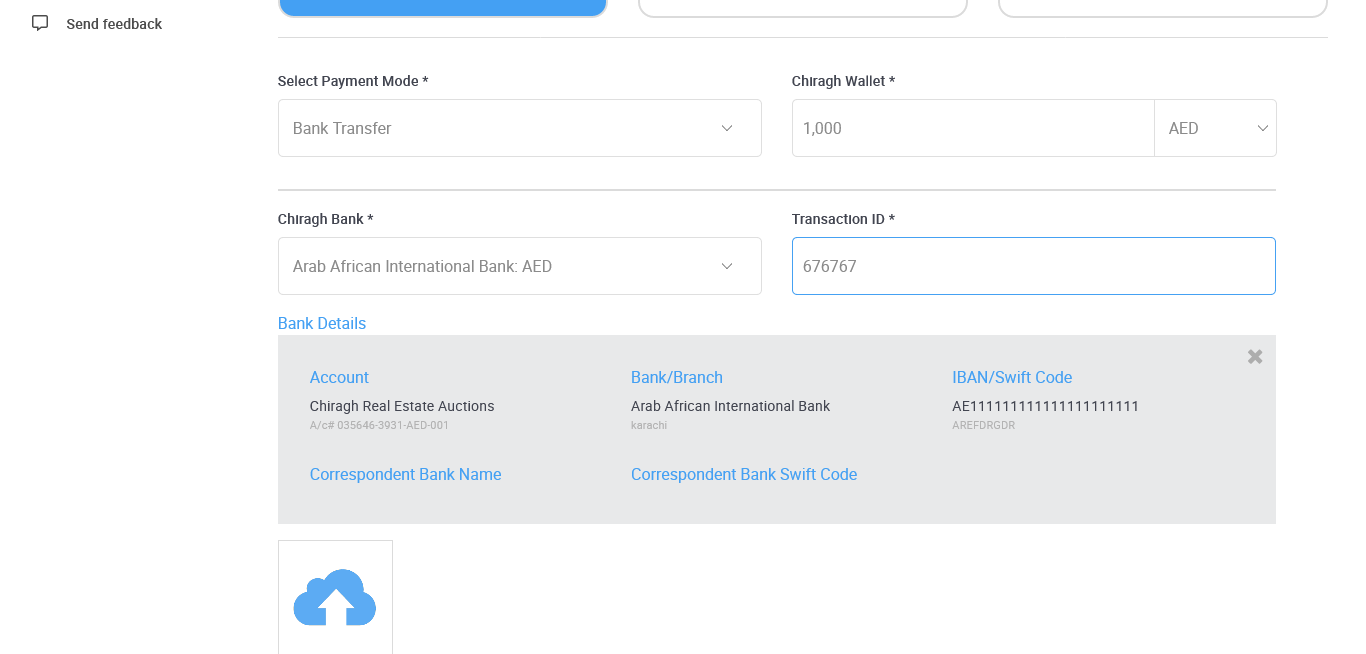 Send feedback
Select Payment Mode *
Chiragh Wallet *
Bank Transfer
1,000
AED
Chiragh Bank *
Transaction ID *
Arab African International Bank: AED
676767
Bank Details
Account
Bank/Branch
IBAN/Swift Code
Chiragh Real Estate Auctions
Arab African International Bank
AE111111111111111111111
A/c# 035646-3931-AED-001
karachi
AREFDRGDR
Correspondent Bank Name
Correspondent Bank Swift Code